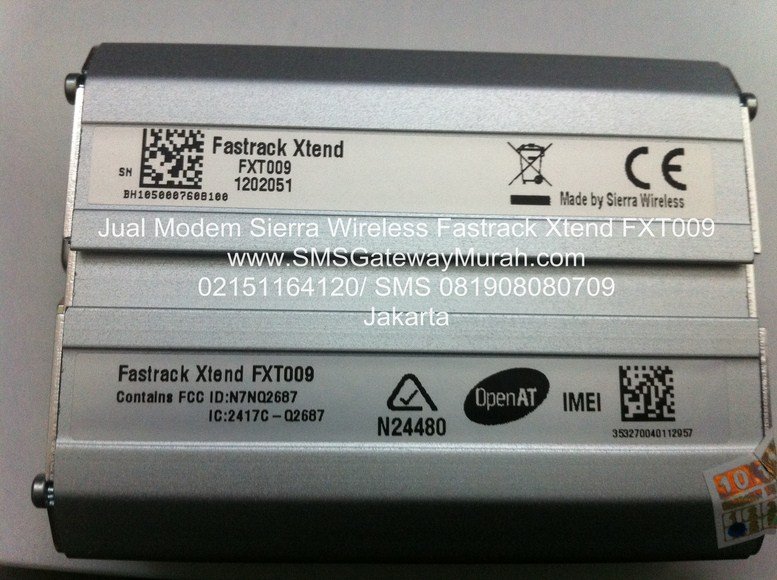 Fastrack Xtend
FXT009
1202051
SN
BH105000760B100
Made by Sierra Wireless
Jual Modem Sierra Wireless Fastrack Xtend FXT009
www.SMSGatewayMurah.com
02151164120/ SMS 081908080709
Jakarta
Fastrack Xtend FXT009
Contains FCC ID:N7NQ2687
IC:2417C-Q2687
N24480
OpenAT
IMEI
353270040112957